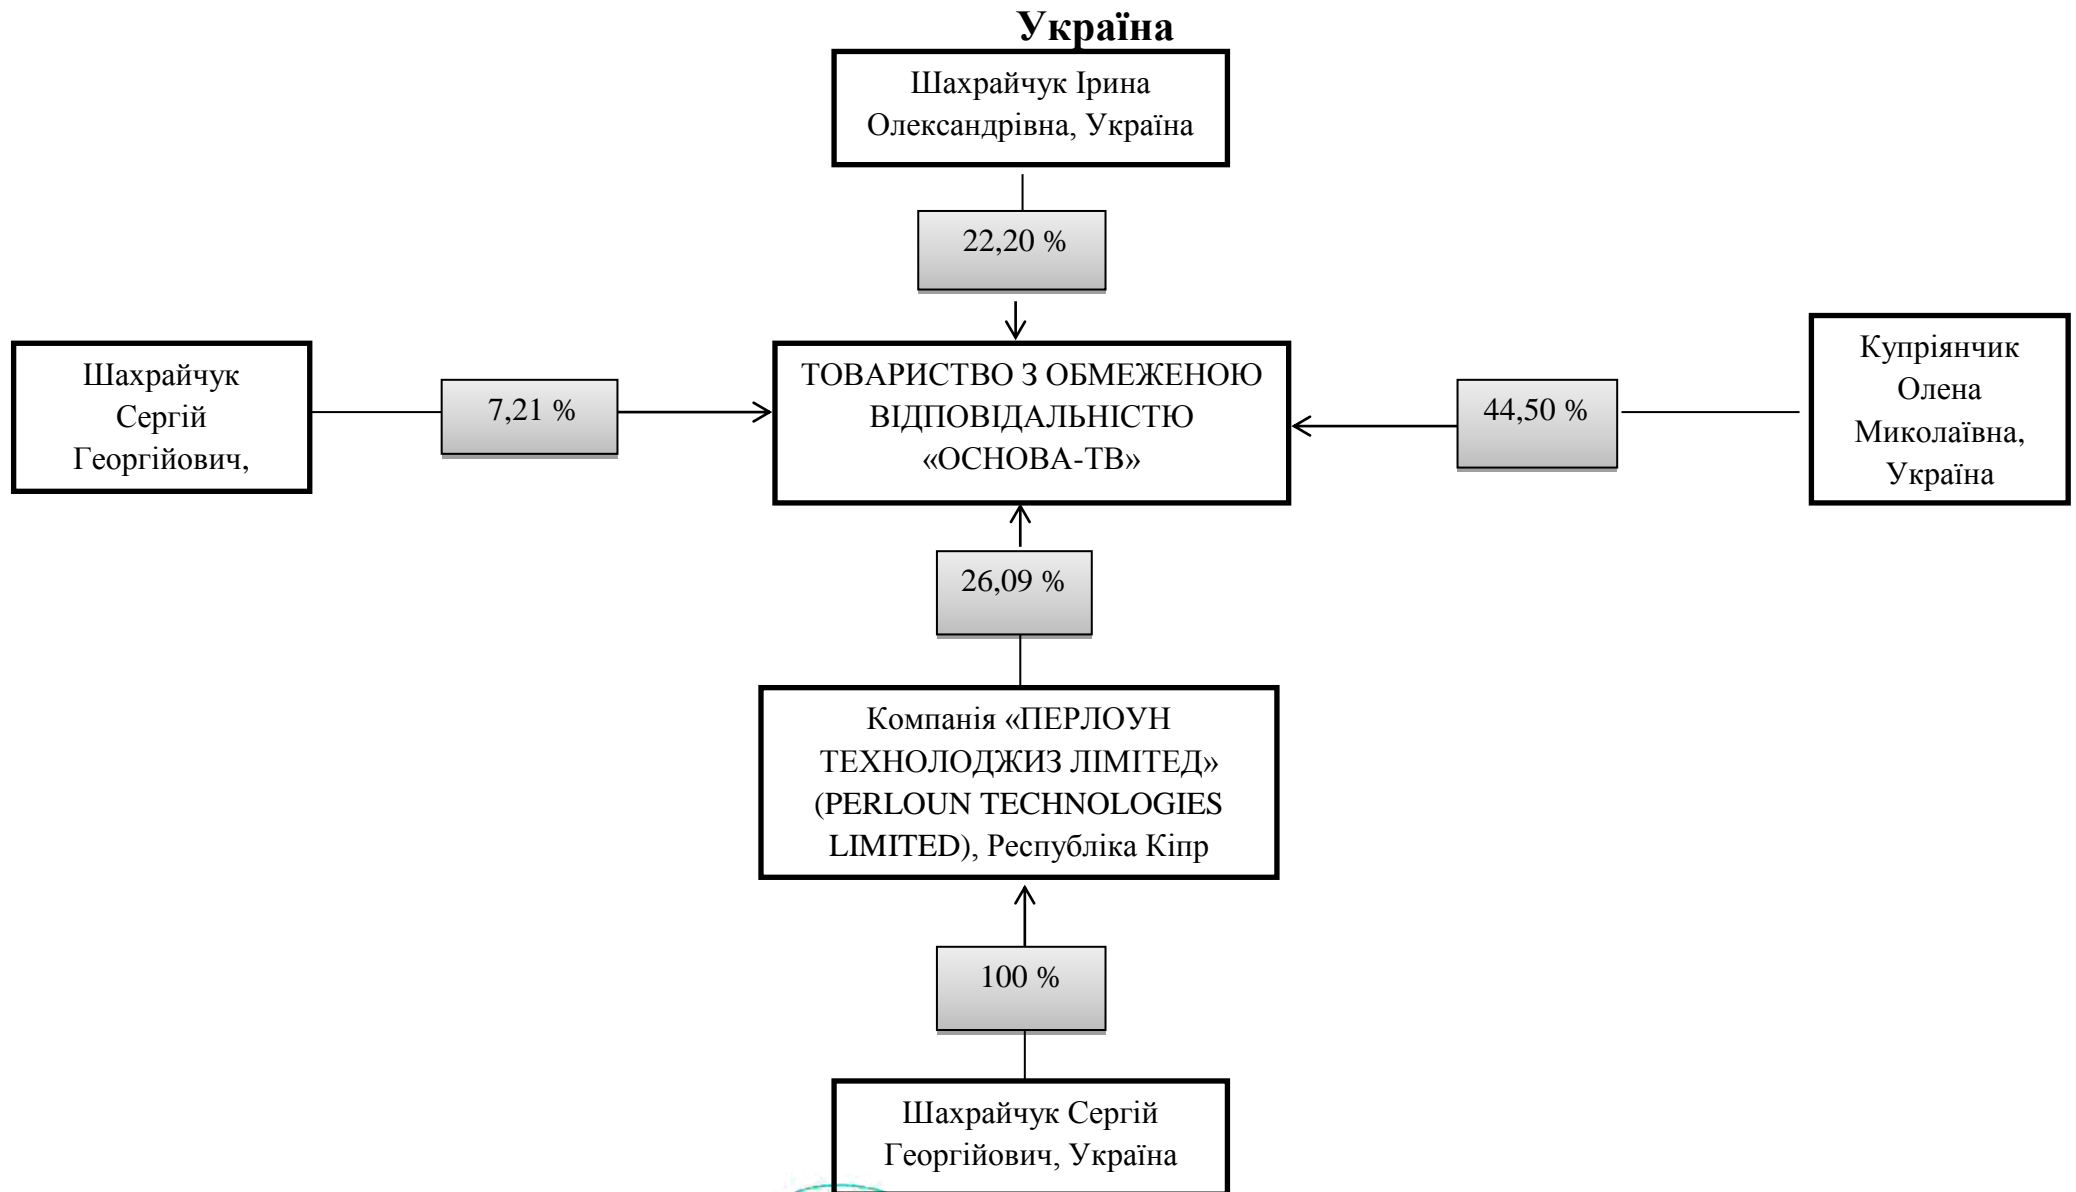 Україна
Шахрайчук Ірина
Олександрівна, Україна
22,20 %
Шахрайчук
Сергій
Георгійович,
7,21 %
ТОВАРИСТВО З ОБМЕЖЕНОЮ
ВІДПОВІДАЛЬНІСТЮ
«ОСНОВА-ТВ»
44,50 %
Купріянчик
Олена
Миколаївна,
Україна
26,09 %
Компанія «ПЕРЛОУН
ТЕХНОЛОДЖИЗ ЛІМІТЕД»
(PERLOUN TECHNOLOGIES
LIMITED), Республіка Кіпр
100 %
Шахрайчук Сергій
Георгійович, Україна